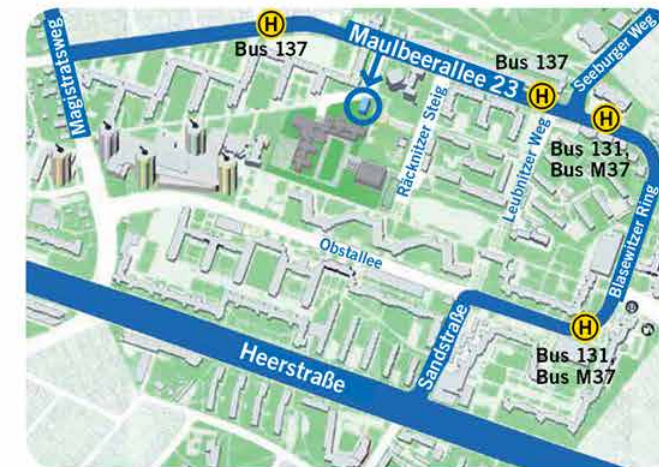 H
Bus 137
Magistratsweg
Maulbeerallee 23
Bus 137
H
Seeburger Weg
H
Bus 131,
Bus M37
Räcknitzer Steig
Leubnitzer Weg
Blasewitzer Ring
Obstallee
Sandstraße
H
Bus 131,
Bus M37
Heerstraße